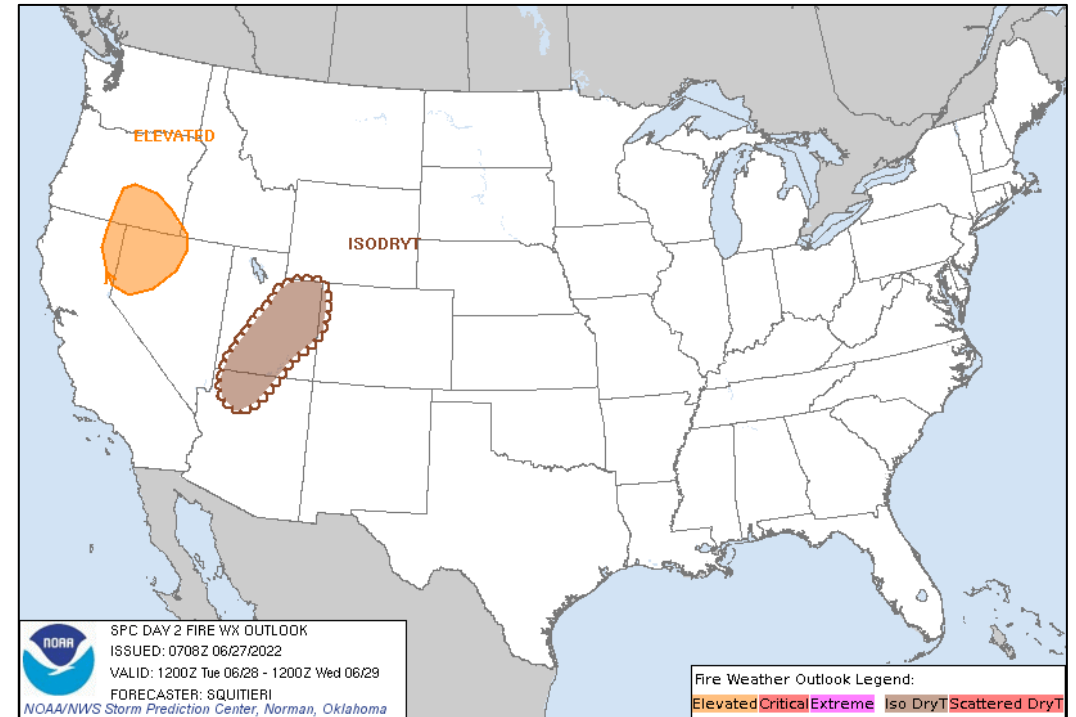 ELEVATED
ISODRYT
NOAA
SPC DAY 2 FIRE WX OUTLOOK
ISSUED: 0708Z 06/27/2022
VALID: 1200Z Tue 06/28 - 1200Z Wed 06/29
FORECASTER: SQUITIERI
NOAA/NWS Storm Prediction Center, Norman, Oklahoma
Fire Weather Outlook Legend:
Elevated Critical Extreme Iso DryT Scattered DryT